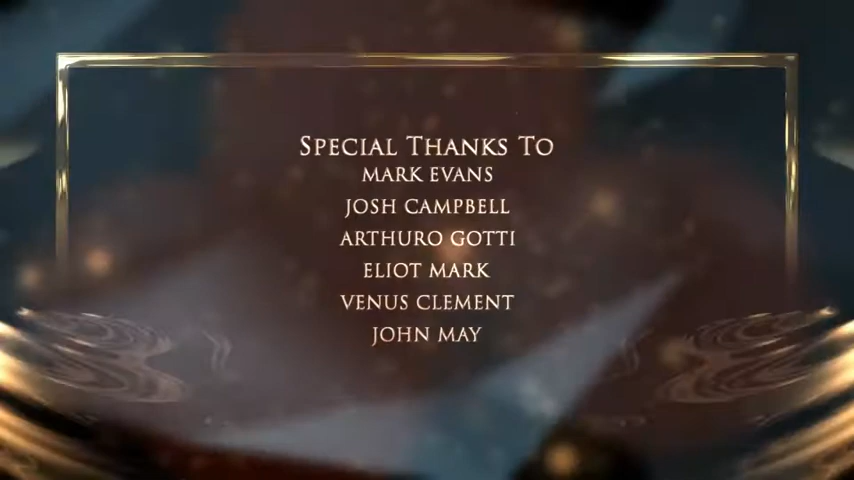 Special Thanks To
MARK EVANS
JOSH CAMPBELL
ARTHURO GOTTI
ELIOT MARK
VENUS CLEMENT
JOHN MAY